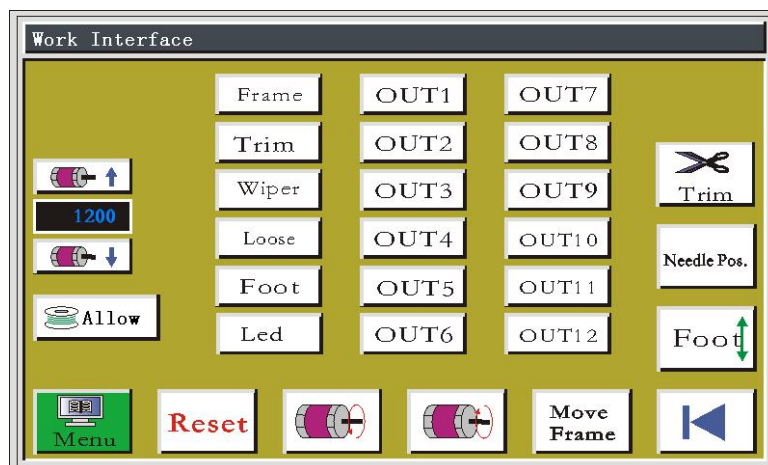 Work Interface
Frame OUT1 OUT7
Trim OUT2 OUT8
Wiper OUT3 OUT9
Trim
1200
Loose OUT4 OUT10
Needle Pos.
Foot OUT5 OUT11
Allow
Led OUT6 OUT12
Foot
Menu
Reset
Move
Frame